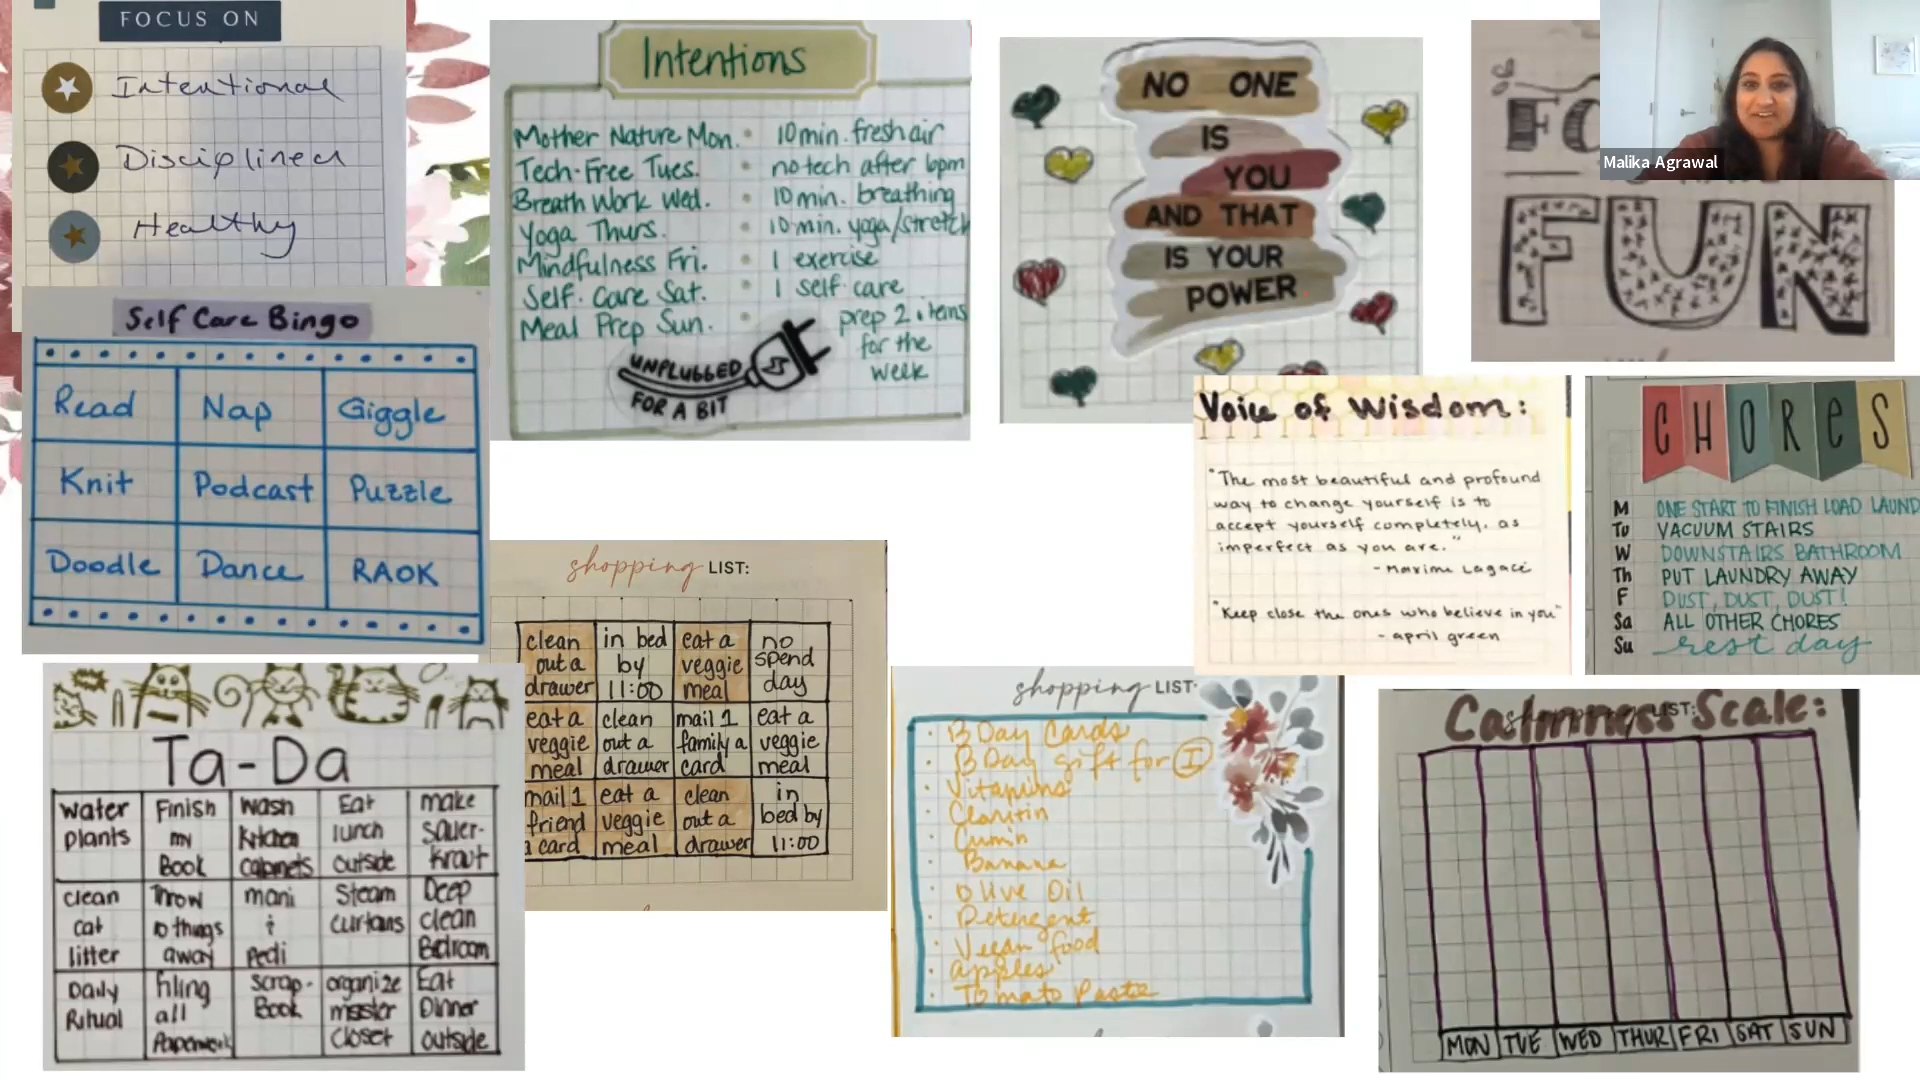 FOCUS ON
Intentional
Disciplined
Healthy
Intentions
Mother Nature Mon. • 10 min. fresh air
Tech-Free Tues. • no tech after 6pm
Breath Work Wed. • 10 min. breathing
Yoga Thurs. • 10 min. yoga/stretch
Mindfulness Fri. • 1 exercise
Self-Care Sat. • 1 self care
Meal Prep Sun. • prep 2 items
for the
week
UNPLUGGED
FOR A BIT
NO ONE
IS
YOU
AND THAT
IS YOUR
POWER
FUN
Malika Agrawal
Self Care Bingo
Read Nap Giggle
Knit Podcast Puzzle
Doodle Dance RAOK
Voice of Wisdom:
"The most beautiful and profound
way to change yourself is to
accept yourself completely, as
imperfect as you are."
- Maxime Lagacé
"Keep close the ones who believe in you"
- april green
CHORES
M ONE START TO FINISH LOAD LAUND
Tu VACUUM STAIRS
W DOWNSTAIRS BATHROOM
Th PUT LAUNDRY AWAY
F DUST, DUST, DUST!
Sa ALL OTHER CHORES
Su rest day
shopping LIST:
clean in bed eat a no
out a by veggie spend
drawer 11:00 meal day
eat a clean mail 1 eat a
veggie out a family a veggie
meal drawer card meal
mail 1 eat a clean in
friend veggie out a bed by
a card meal drawer 11:00
Ta-Da
water Finish Wash Eat make
plants my Kitchen lunch Sauer-
Book cabinets outside kraut
clean Throw mani Steam Deep
cat 10 things & curtains clean
litter away Pedi Bedroom
Daily filing Scrap- organize Eat
Ritual all Book master Dinner
Paperwork closet outside
shopping LIST:
• B Day Cards
• B Day gift for I
• Vitamins
• Claritin
• Cumin
• Banana
• Olive Oil
• Detergent
• Vegan food
• apples
• Tomato Paste
Calmness Scale:
MON TUE WED THUR FRI SAT SUN